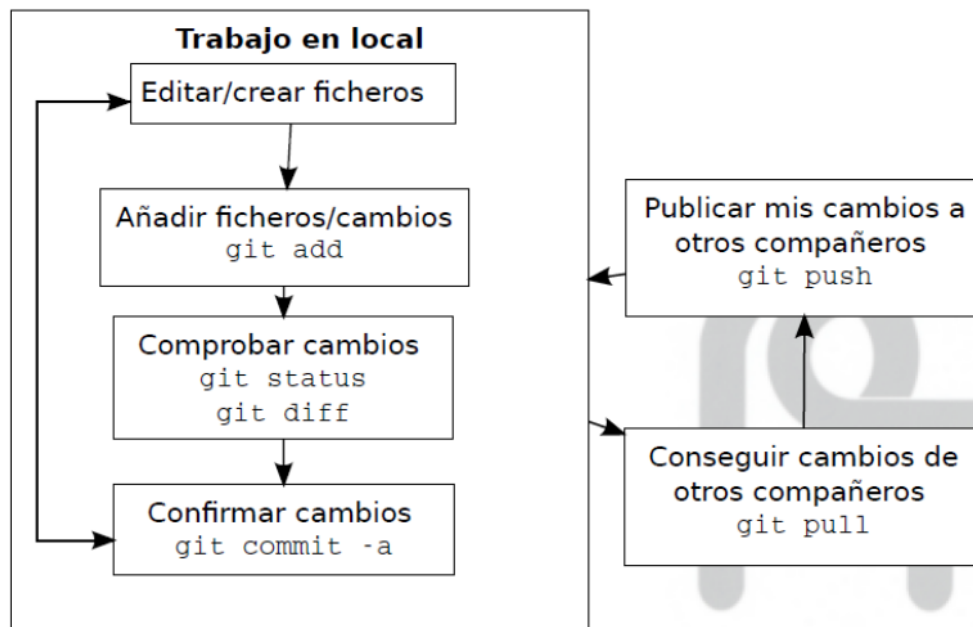 Trabajo en local
Editar/crear ficheros
Añadir ficheros/cambios
git add
Comprobar cambios
git status
git diff
Confirmar cambios
git commit -a
Publicar mis cambios a
otros compañeros
git push
Conseguir cambios de
otros compañeros
git pull